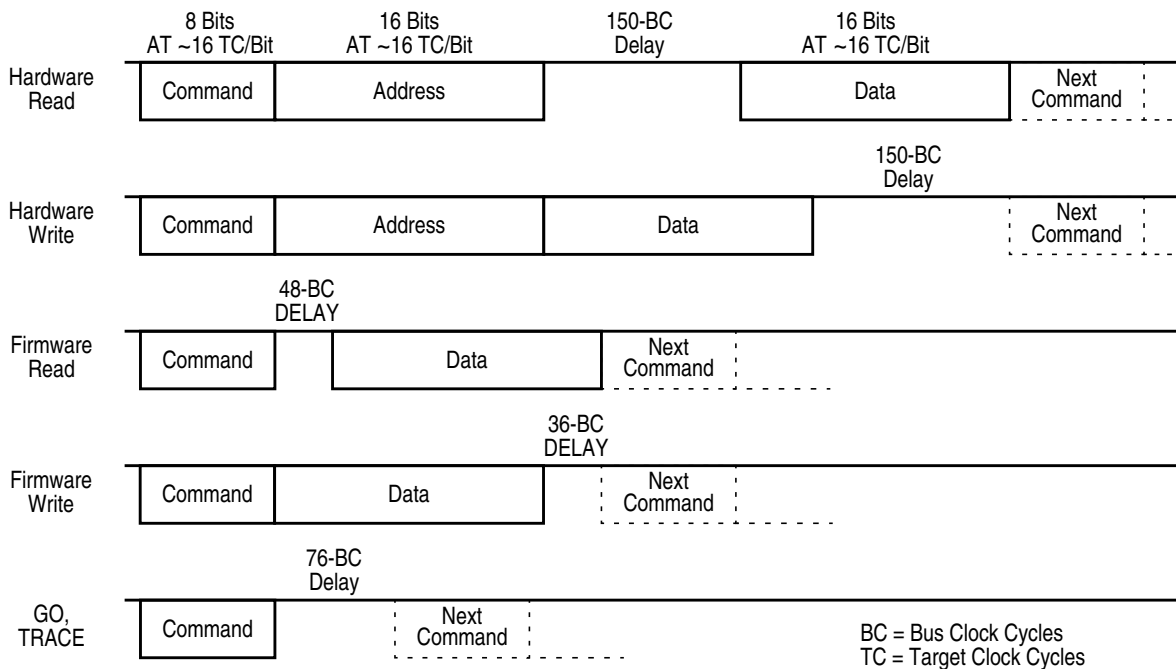 8 Bits
AT ~16 TC/Bit
16 Bits
AT ~16 TC/Bit
150-BC
Delay
16 Bits
AT ~16 TC/Bit
Hardware
Read
Command
Address
Data
Next
Command
150-BC
Delay
Hardware
Write
Command
Address
Data
Next
Command
48-BC
DELAY
Firmware
Read
Command
Data
Next
Command
36-BC
DELAY
Firmware
Write
Command
Data
Next
Command
76-BC
Delay
GO,
TRACE
Command
Next
Command
BC = Bus Clock Cycles
TC = Target Clock Cycles